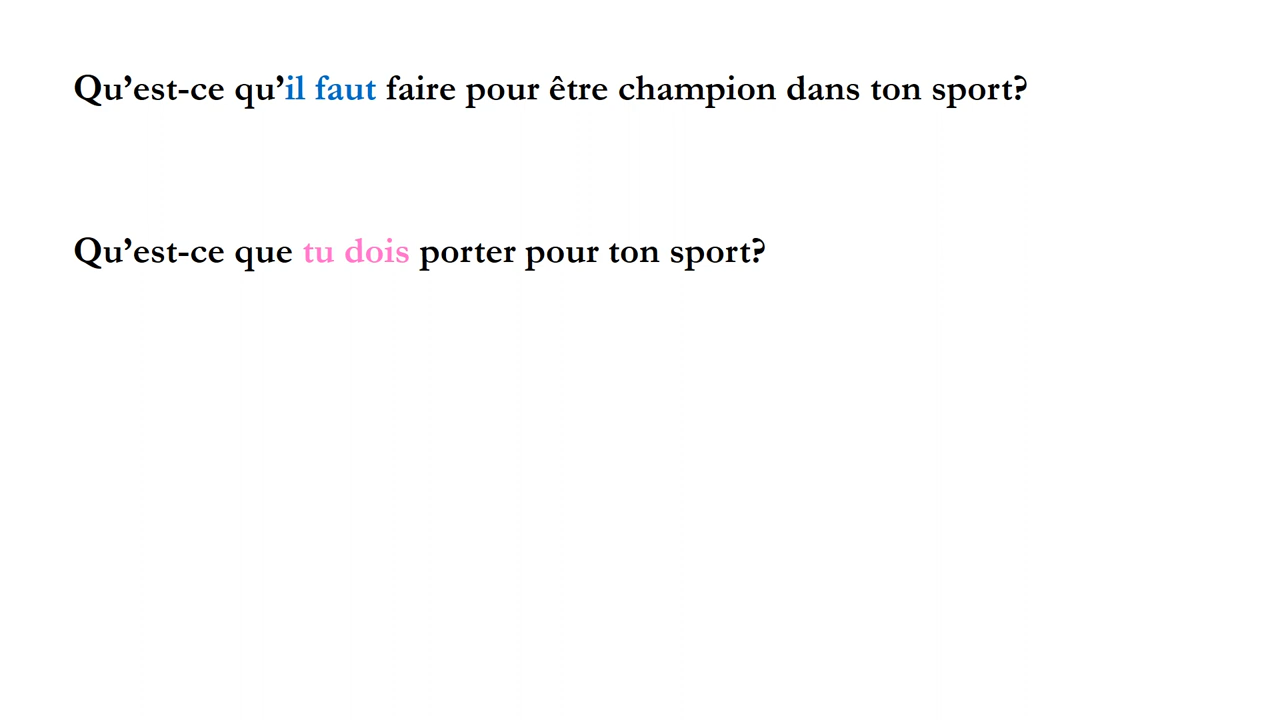 Qu’est-ce qu’il faut faire pour être champion dans ton sport?
Qu’est-ce que tu dois porter pour ton sport?